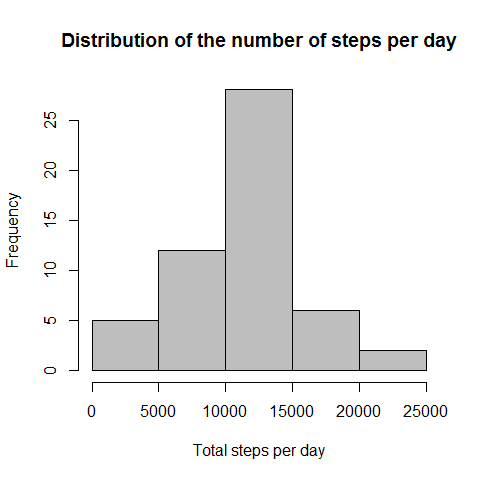 Distribution of the number of steps per day
Frequency
25
20
15
10
5
0
0 5000 10000 15000 20000 25000
Total steps per day